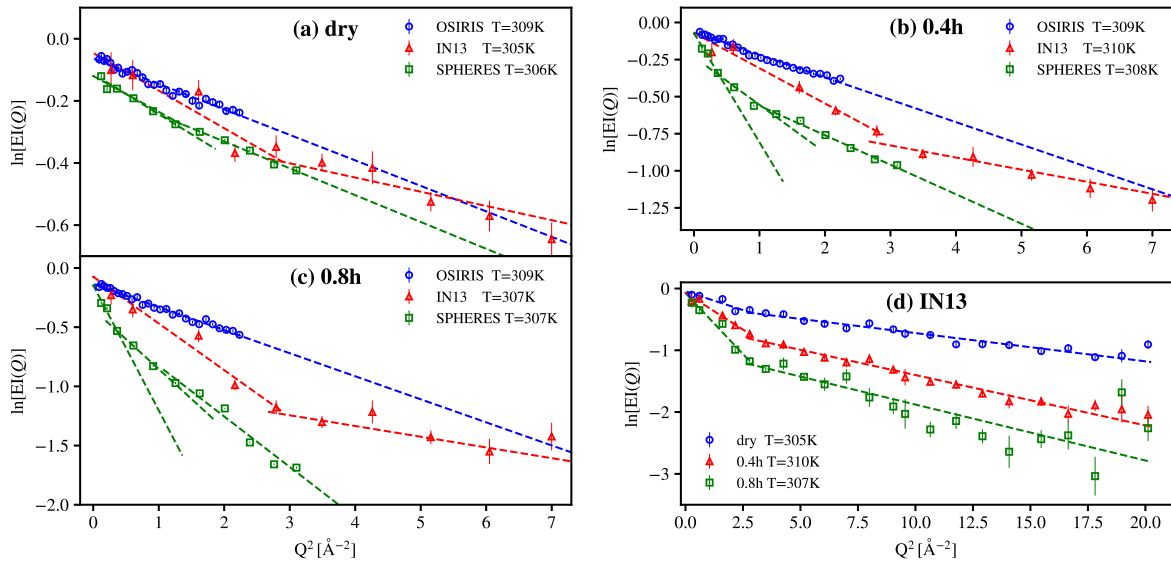 (a) dry
OSIRIS T=309K
IN13 T=305K
SPHERES T=306K
ln[EI(Q)]
0.0
−0.2
−0.4
−0.6
(b) 0.4h
OSIRIS T=309K
IN13 T=310K
SPHERES T=308K
ln[EI(Q)]
0.00
−0.25
−0.50
−0.75
−1.00
−1.25
0 1 2 3 4 5 6 7
(c) 0.8h
OSIRIS T=309K
IN13 T=307K
SPHERES T=307K
ln[EI(Q)]
0.0
−0.5
−1.0
−1.5
−2.0
0 1 2 3 4 5 6 7
Q² [Å⁻²]
(d) IN13
ln[EI(Q)]
0
−1
−2
−3
dry T=305K
0.4h T=310K
0.8h T=307K
0.0 2.5 5.0 7.5 10.0 12.5 15.0 17.5 20.0
Q² [Å⁻²]